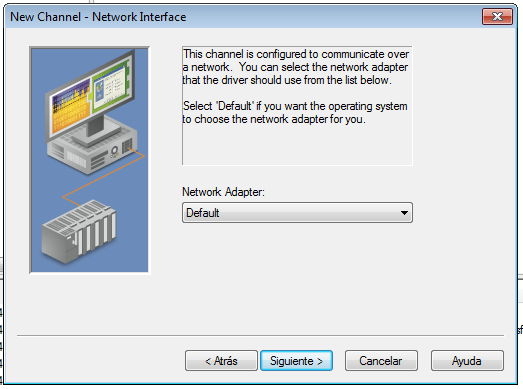 New Channel - Network Interface
This channel is configured to communicate over
a network. You can select the network adapter
that the driver should use from the list below.
Select 'Default' if you want the operating system
to choose the network adapter for you.
Network Adapter:
Default
< Atrás
Siguiente >
Cancelar
Ayuda